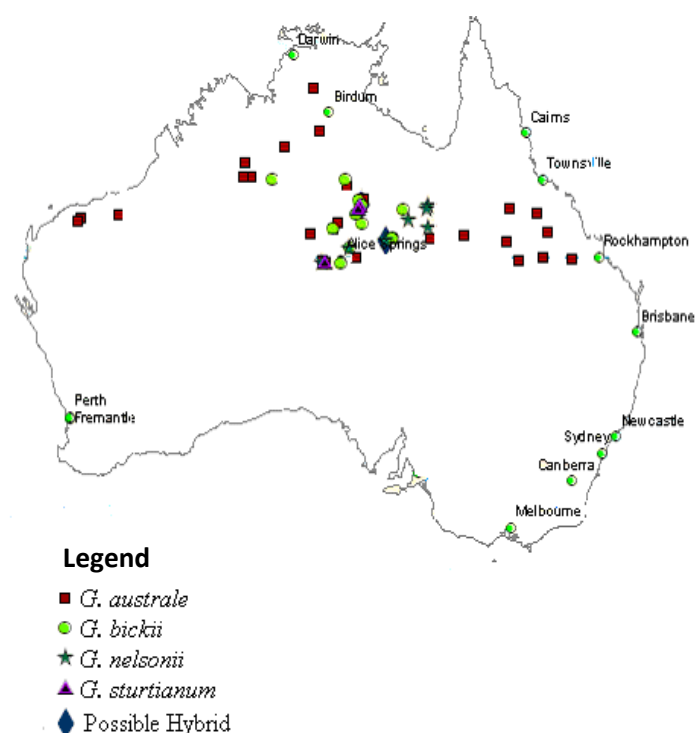 Darwin
Birdum
Cairns
Townsville
Alice Springs
Rockhampton
Brisbane
Perth
Fremantle
Newcastle
Sydney
Canberra
Melbourne
Legend
G. australe
G. bickii
G. nelsonii
G. sturtianum
Possible Hybrid